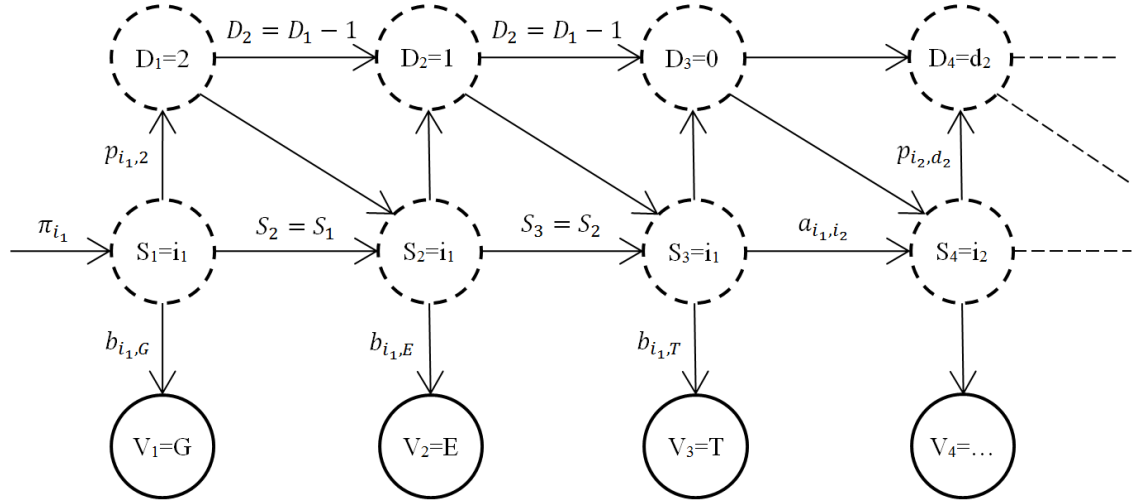 D₂ = D₁ − 1
D₂ = D₁ − 1
D₁=2
D₂=1
D₃=0
D₄=d₂
p_{i₁,2}
p_{i₂,d₂}
π_{i₁}
S₂ = S₁
S₃ = S₂
a_{i₁,i₂}
S₁=i₁
S₂=i₁
S₃=i₁
S₄=i₂
b_{i₁,G}
b_{i₁,E}
b_{i₁,T}
V₁=G
V₂=E
V₃=T
V₄=…